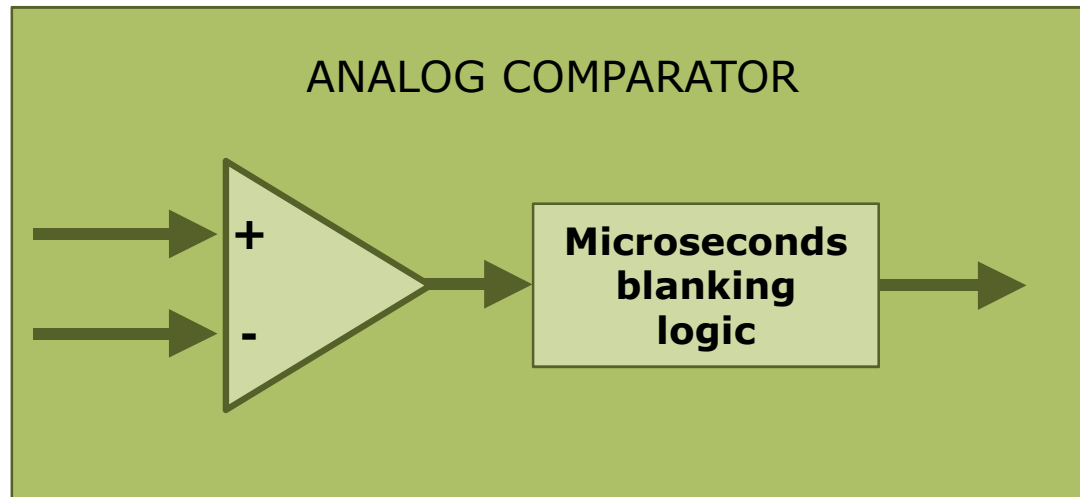 ANALOG COMPARATOR
+
-
Microseconds
blanking
logic